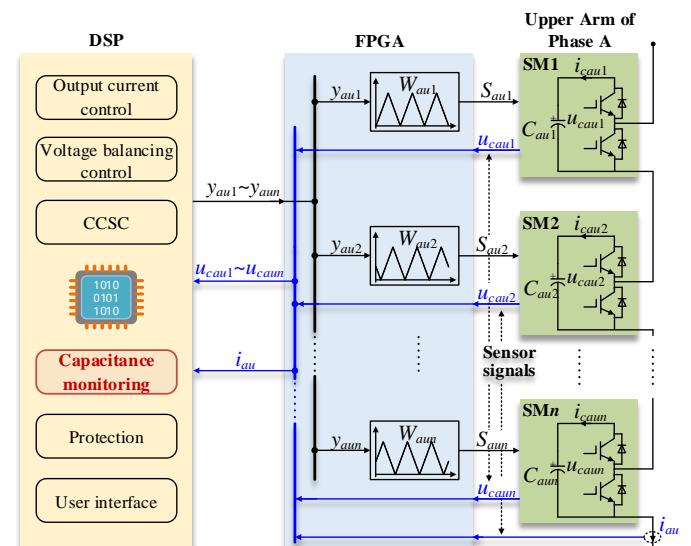 DSP
Output current
control
Voltage balancing
control
CCSC
1010
0101
1010
Capacitance
monitoring
Protection
User interface
y_au1~y_aun
u_cau1~u_caun
i_au
FPGA
y_au1
W_au1
S_au1
u_cau1
y_au2
W_au2
S_au2
u_cau2
Sensor
signals
y_aun
W_aun
S_aun
u_caun
i_au
Upper Arm of
Phase A
SM1
i_cau1
C_au1
+
u_cau1
SM2
i_cau2
C_au2
+
u_cau2
SMn
i_caun
C_aun
+
u_caun